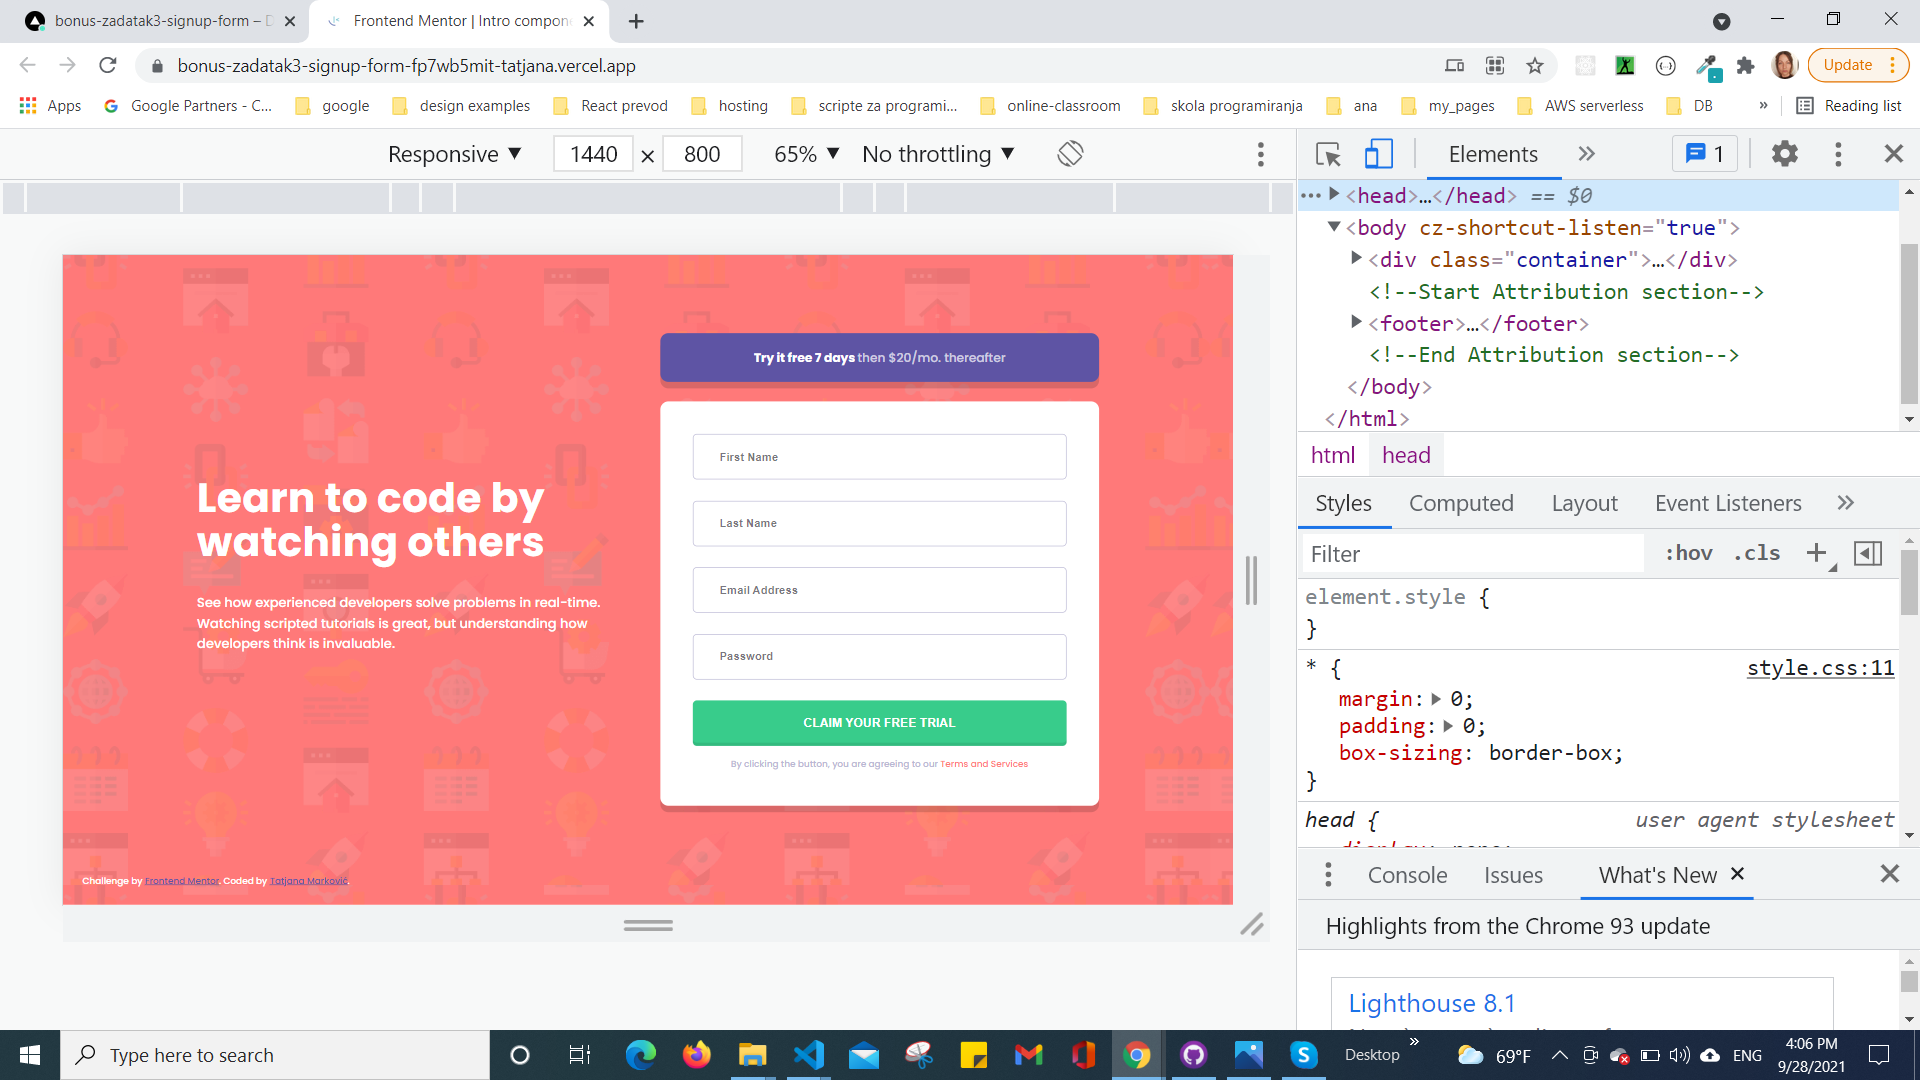 bonus-zadatak3-signup-form – D
Frontend Mentor | Intro compone
bonus-zadatak3-signup-form-fp7wb5mit-tatjana.vercel.app
Update
Apps
Google Partners - C...
google
design examples
React prevod
hosting
scripte za programi...
online-classroom
skola programiranja
ana
my_pages
AWS serverless
DB
»
Reading list
Responsive ▼ 1440 × 800 65% ▼ No throttling ▼
Elements » 1
<head>…</head> == $0
<body cz-shortcut-listen="true">
<div class="container">…</div>
<!--Start Attribution section-->
<footer>…</footer>
<!--End Attribution section-->
</body>
</html>
html head
Styles Computed Layout Event Listeners »
Filter :hov .cls +
element.style {
}
* { style.css:11
margin: 0;
padding: 0;
box-sizing: border-box;
}
head { user agent stylesheet
Console Issues What's New
Highlights from the Chrome 93 update
Lighthouse 8.1
Try it free 7 days then $20/mo. thereafter
Learn to code by
watching others
See how experienced developers solve problems in real-time.
Watching scripted tutorials is great, but understanding how
developers think is invaluable.
First Name
Last Name
Email Address
Password
CLAIM YOUR FREE TRIAL
By clicking the button, you are agreeing to our Terms and Services
Challenge by Frontend Mentor. Coded by Tatjana Marković.
Type here to search
Desktop »
69°F
ENG
4:06 PM
9/28/2021